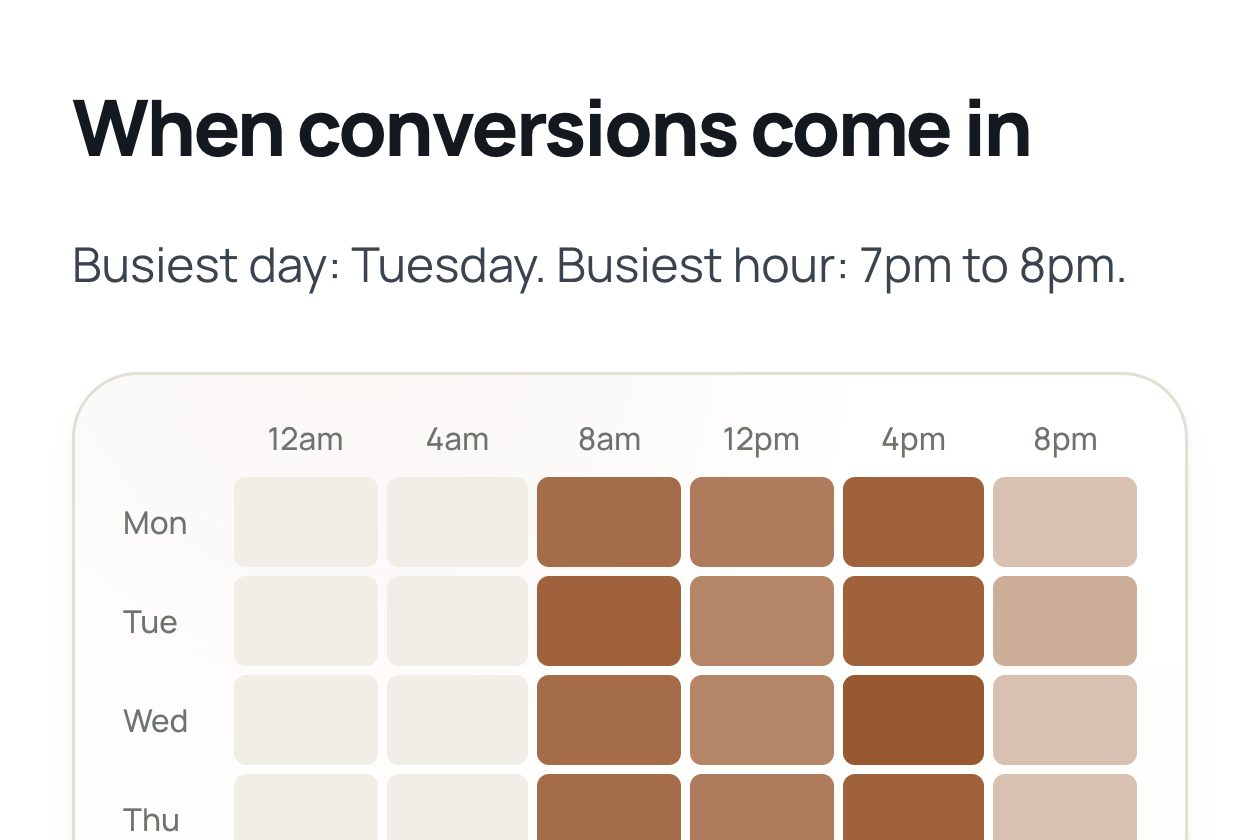 When conversions come in
Busiest day: Tuesday. Busiest hour: 7pm to 8pm.
12am 4am 8am 12pm 4pm 8pm
Mon
Tue
Wed
Thu